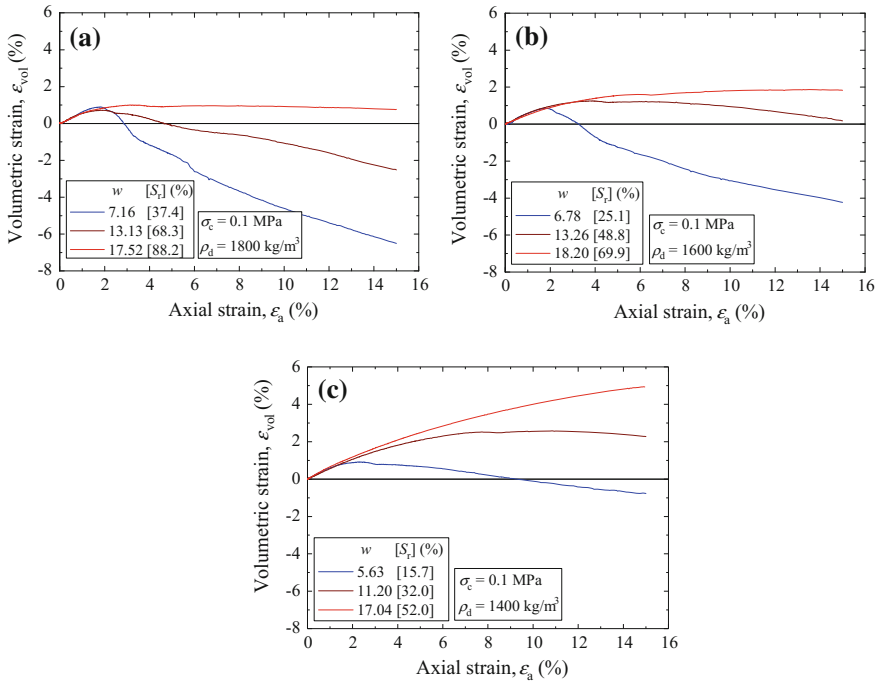 (a)
6
4
2
0
-2
-4
-6
-8
Volumetric strain, εvol (%)
w [Sr] (%)
7.16 [37.4]
13.13 [68.3]
17.52 [88.2]
σc = 0.1 MPa
ρd = 1800 kg/m³
0 2 4 6 8 10 12 14 16
Axial strain, εa (%)
(b)
6
4
2
0
-2
-4
-6
-8
Volumetric strain, εvol (%)
w [Sr] (%)
6.78 [25.1]
13.26 [48.8]
18.20 [69.9]
σc = 0.1 MPa
ρd = 1600 kg/m³
0 2 4 6 8 10 12 14 16
Axial strain, εa (%)
(c)
6
4
2
0
-2
-4
-6
-8
Volumetric strain, εvol (%)
w [Sr] (%)
5.63 [15.7]
11.20 [32.0]
17.04 [52.0]
σc = 0.1 MPa
ρd = 1400 kg/m³
0 2 4 6 8 10 12 14 16
Axial strain, εa (%)